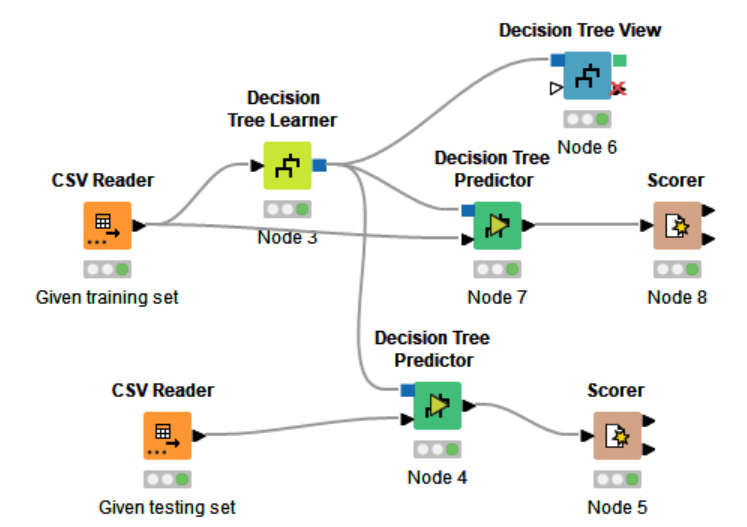 Decision Tree View
Node 6
Decision
Tree Learner
Node 3
CSV Reader
Given training set
Decision Tree
Predictor
Node 7
Scorer
Node 8
Decision Tree
Predictor
Node 4
CSV Reader
Given testing set
Scorer
Node 5